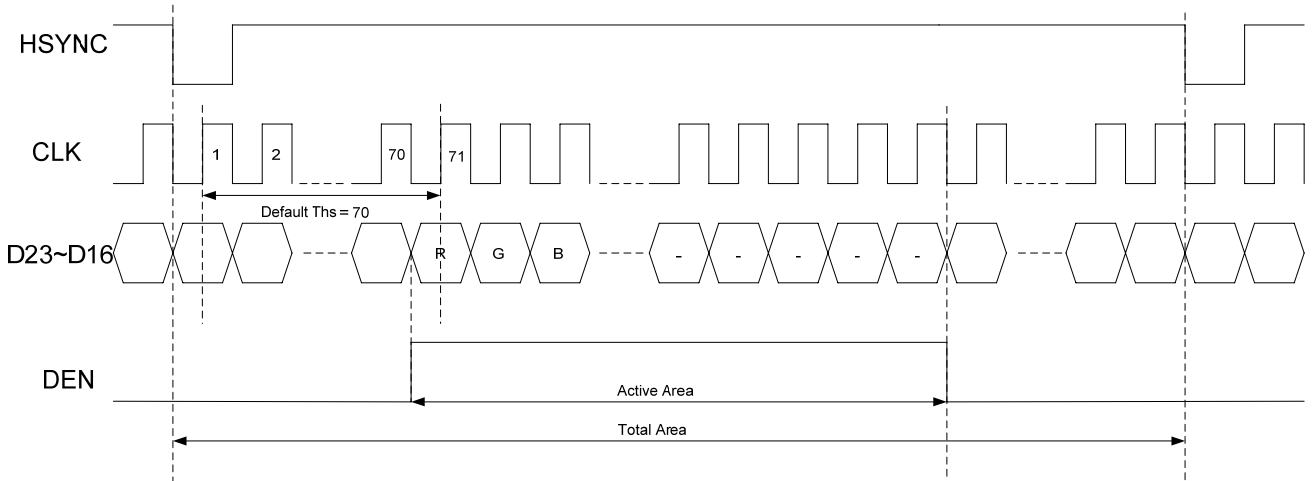 HSYNC
CLK
1 2 70 71
Default Ths = 70
D23~D16
R G B - - - - -
DEN
Active Area
Total Area